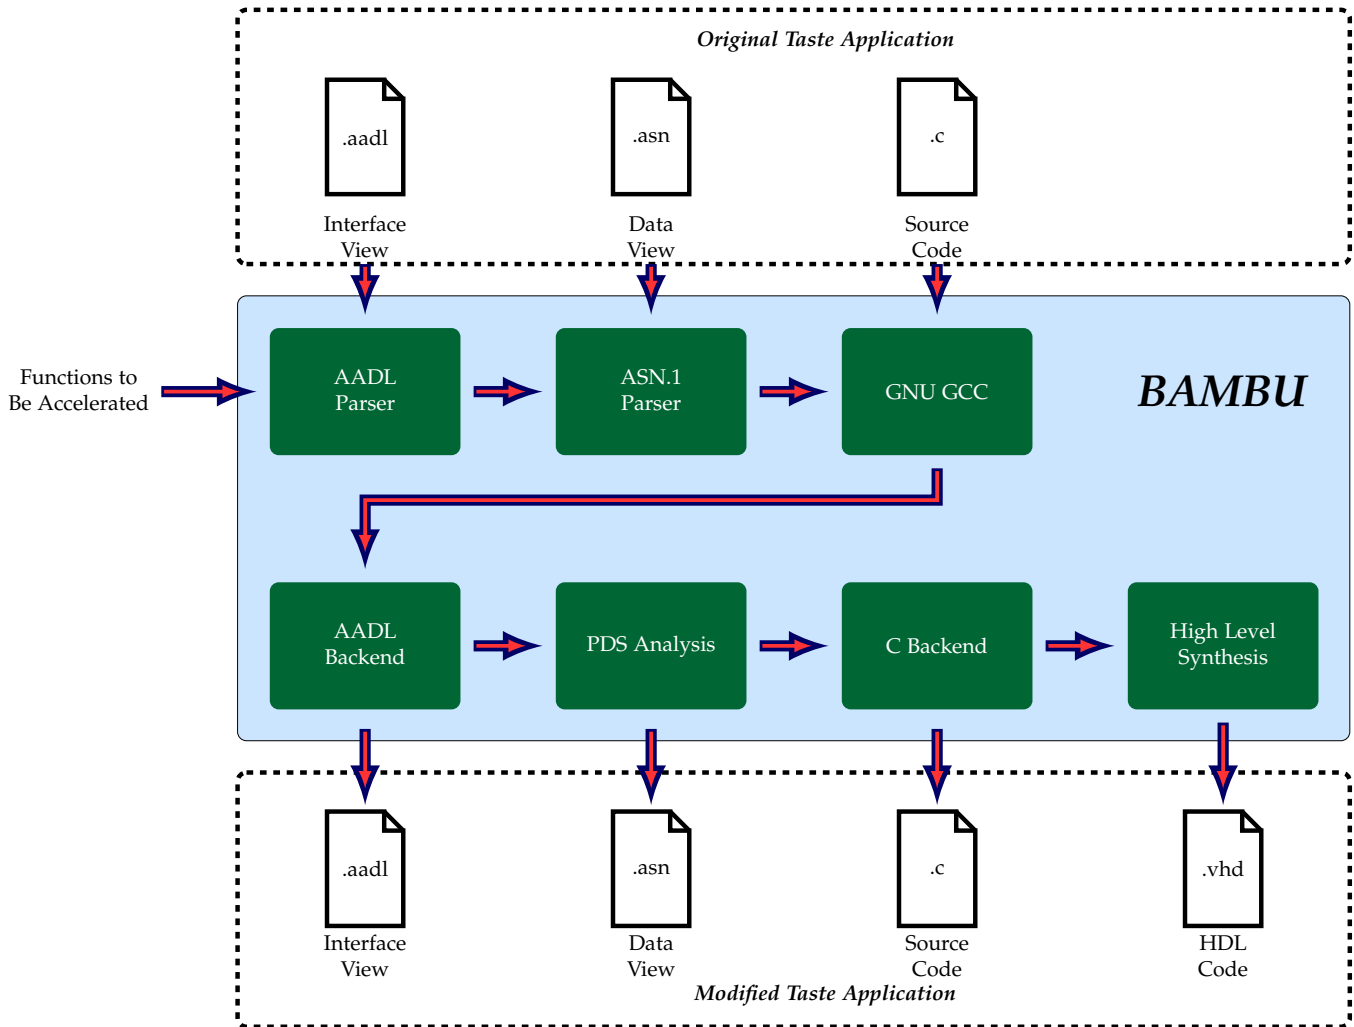 Original Taste Application
.aadl
.asn
.c
Interface
View
Data
View
Source
Code
Functions to
Be Accelerated
AADL
Parser
ASN.1
Parser
GNU GCC
BAMBU
AADL
Backend
PDS Analysis
C Backend
High Level
Synthesis
.aadl
.asn
.c
.vhd
Interface
View
Data
View
Source
Code
HDL
Code
Modified Taste Application